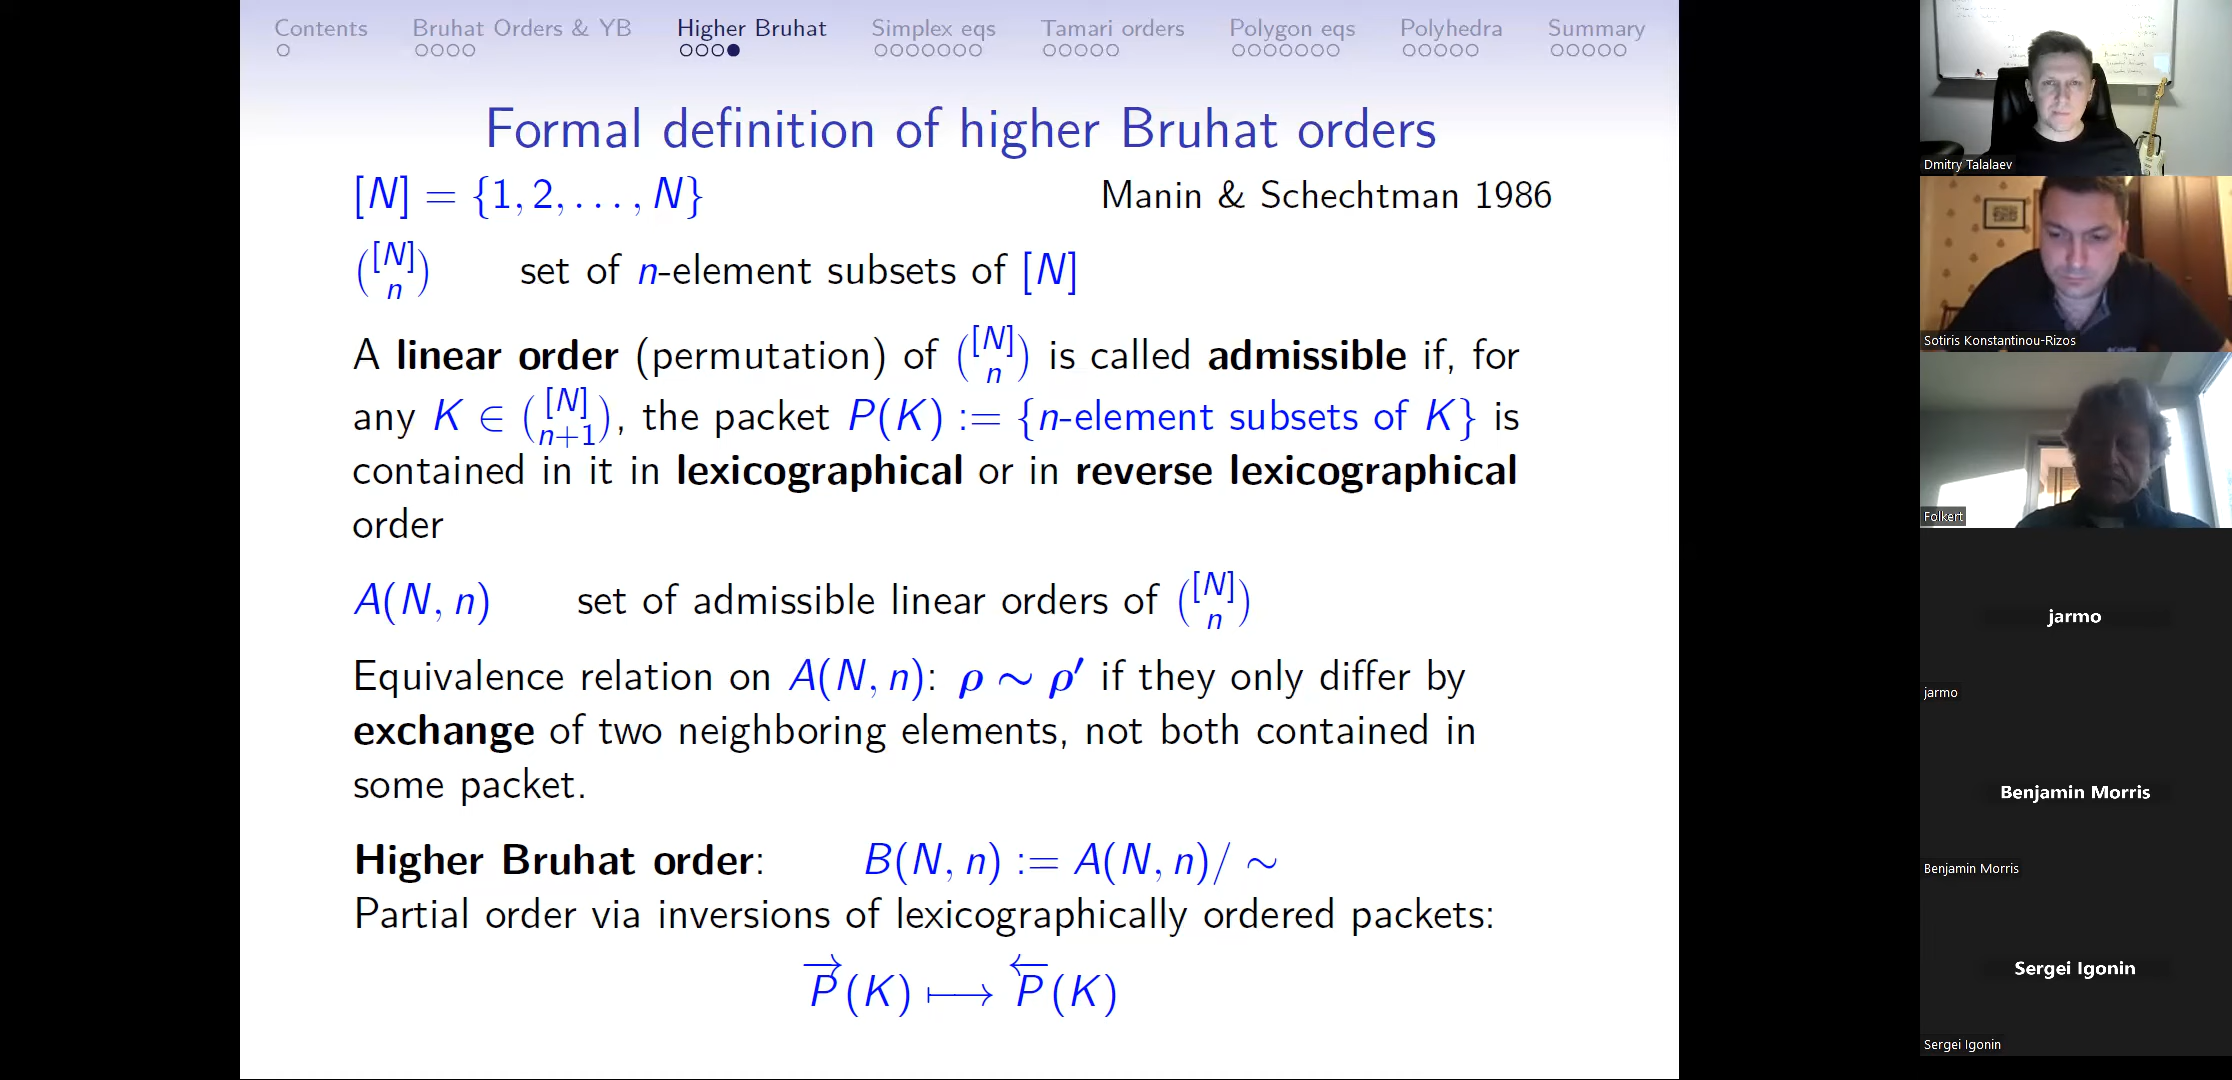 Contents Bruhat Orders & YB Higher Bruhat Simplex eqs Tamari orders Polygon eqs Polyhedra Summary
Formal definition of higher Bruhat orders
[N] = {1, 2, . . . , N} Manin & Schechtman 1986
([N] n) set of n-element subsets of [N]
A linear order (permutation) of ([N] n) is called admissible if, for
any K ∈ ([N] n+1), the packet P(K) := {n-element subsets of K} is
contained in it in lexicographical or in reverse lexicographical
order
A(N, n) set of admissible linear orders of ([N] n)
Equivalence relation on A(N, n): ρ ∼ ρ′ if they only differ by
exchange of two neighboring elements, not both contained in
some packet.
Higher Bruhat order: B(N, n) := A(N, n)/ ∼
Partial order via inversions of lexicographically ordered packets:
P→(K) ⟼ P←(K)
Dmitry Talalaev
Sotiris Konstantinou-Rizos
Folkert
jarmo
jarmo
Benjamin Morris
Benjamin Morris
Sergei Igonin
Sergei Igonin